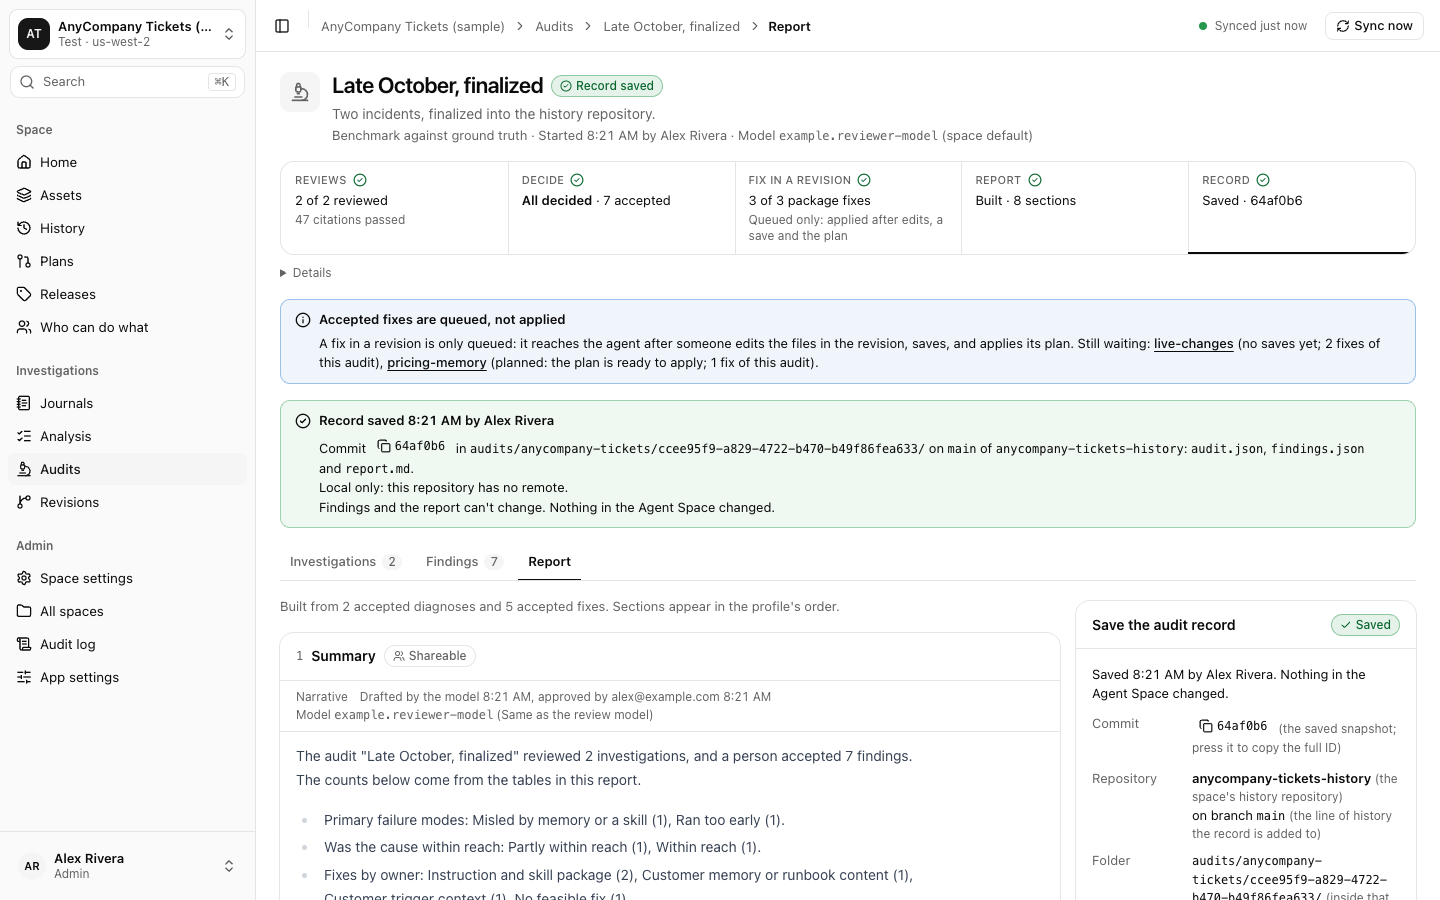 AT
AnyCompany Tickets (...
Test · us-west-2
Search
⌘K
Space
Home
Assets
History
Plans
Releases
Who can do what
Investigations
Journals
Analysis
Audits
Revisions
Admin
Space settings
All spaces
Audit log
App settings
AR
Alex Rivera
Admin
AnyCompany Tickets (sample) > Audits > Late October, finalized > Report
Synced just now
Sync now
Late October, finalized
Record saved
Two incidents, finalized into the history repository.
Benchmark against ground truth · Started 8:21 AM by Alex Rivera · Model example.reviewer-model (space default)
REVIEWS
2 of 2 reviewed
47 citations passed
DECIDE
All decided · 7 accepted
FIX IN A REVISION
3 of 3 package fixes
Queued only: applied after edits, a
save and the plan
REPORT
Built · 8 sections
RECORD
Saved · 64af0b6
Details
Accepted fixes are queued, not applied
A fix in a revision is only queued: it reaches the agent after someone edits the files in the revision, saves, and applies its plan. Still waiting: live-changes (no saves yet; 2 fixes of
this audit), pricing-memory (planned: the plan is ready to apply; 1 fix of this audit).
Record saved 8:21 AM by Alex Rivera
Commit 64af0b6 in audits/anycompany-tickets/ccee95f9-a829-4722-b470-b49f86fea633/ on main of anycompany-tickets-history: audit.json, findings.json
and report.md.
Local only: this repository has no remote.
Findings and the report can't change. Nothing in the Agent Space changed.
Investigations 2
Findings 7
Report
Built from 2 accepted diagnoses and 5 accepted fixes. Sections appear in the profile's order.
1 Summary
Shareable
Narrative Drafted by the model 8:21 AM, approved by alex@example.com 8:21 AM
Model example.reviewer-model (Same as the review model)
The audit "Late October, finalized" reviewed 2 investigations, and a person accepted 7 findings.
The counts below come from the tables in this report.
• Primary failure modes: Misled by memory or a skill (1), Ran too early (1).
• Was the cause within reach: Partly within reach (1), Within reach (1).
• Fixes by owner: Instruction and skill package (2), Customer memory or runbook content (1),
Customer trigger context (1), No feasible fix (1)
Save the audit record
Saved
Saved 8:21 AM by Alex Rivera. Nothing in the
Agent Space changed.
Commit
64af0b6 (the saved snapshot;
press it to copy the full ID)
Repository
anycompany-tickets-history (the
space's history repository)
on branch main (the line of history
the record is added to)
Folder
audits/anycompany-
tickets/ccee95f9-a829-4722-
b470-b49f86fea633/ (inside that